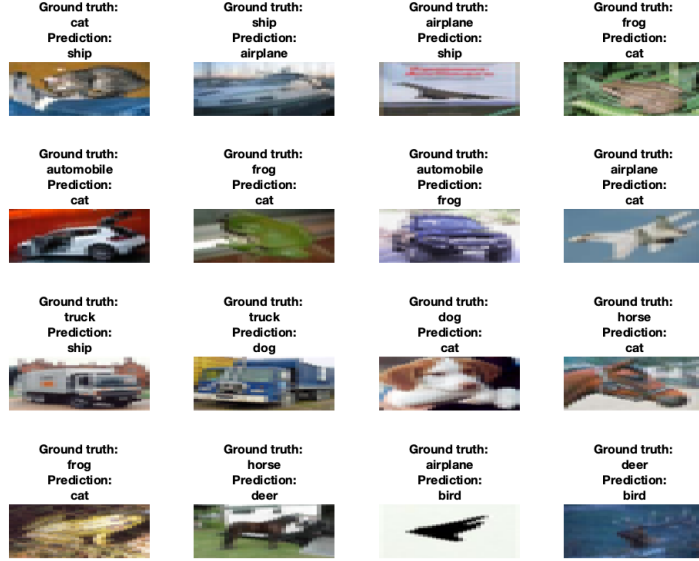 Ground truth:
cat
Prediction:
ship
Ground truth:
ship
Prediction:
airplane
Ground truth:
airplane
Prediction:
ship
Ground truth:
frog
Prediction:
cat
Ground truth:
automobile
Prediction:
cat
Ground truth:
frog
Prediction:
cat
Ground truth:
automobile
Prediction:
frog
Ground truth:
airplane
Prediction:
cat
Ground truth:
truck
Prediction:
ship
Ground truth:
truck
Prediction:
dog
Ground truth:
dog
Prediction:
cat
Ground truth:
horse
Prediction:
cat
Ground truth:
frog
Prediction:
cat
Ground truth:
horse
Prediction:
deer
Ground truth:
airplane
Prediction:
bird
Ground truth:
deer
Prediction:
bird